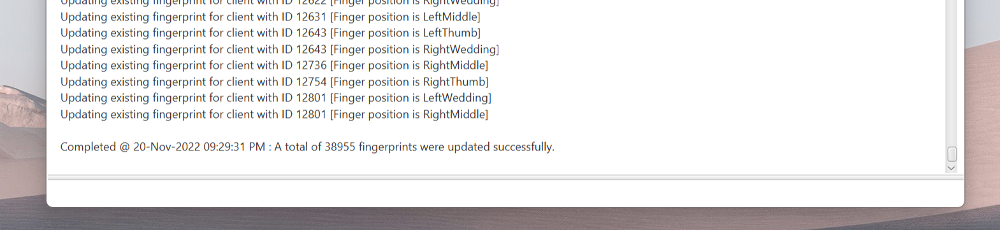 Updating existing fingerprint for client with ID 12622 [Finger position is RightWedding]
Updating existing fingerprint for client with ID 12631 [Finger position is LeftMiddle]
Updating existing fingerprint for client with ID 12643 [Finger position is LeftThumb]
Updating existing fingerprint for client with ID 12643 [Finger position is RightWedding]
Updating existing fingerprint for client with ID 12736 [Finger position is RightMiddle]
Updating existing fingerprint for client with ID 12754 [Finger position is RightThumb]
Updating existing fingerprint for client with ID 12801 [Finger position is LeftWedding]
Updating existing fingerprint for client with ID 12801 [Finger position is RightMiddle]
Completed @ 20-Nov-2022 09:29:31 PM : A total of 38955 fingerprints were updated successfully.